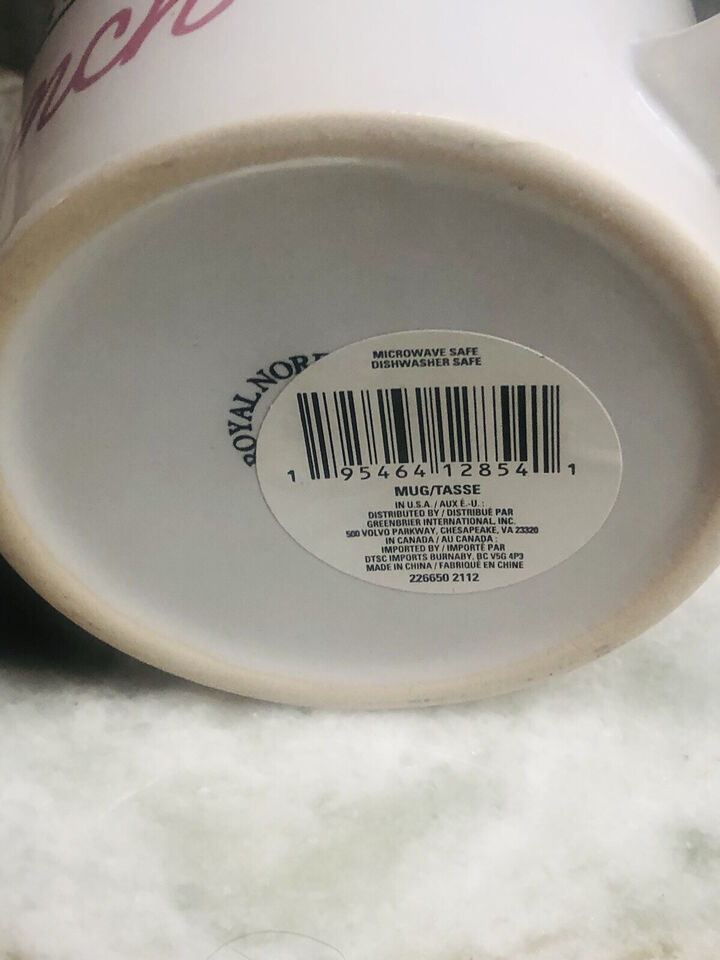 nch
ROYAL NOR
MICROWAVE SAFE
DISHWASHER SAFE
1 95464 12854 1
MUG/TASSE
IN U.S.A. / AUX É.-U. :
DISTRIBUTED BY / DISTRIBUÉ PAR
GREENBRIER INTERNATIONAL, INC.
500 VOLVO PARKWAY, CHESAPEAKE, VA 23320
IN CANADA / AU CANADA :
IMPORTED BY / IMPORTÉ PAR
DTSC IMPORTS BURNABY, BC V5G 4P3
MADE IN CHINA / FABRIQUÉ EN CHINE
226650 2112